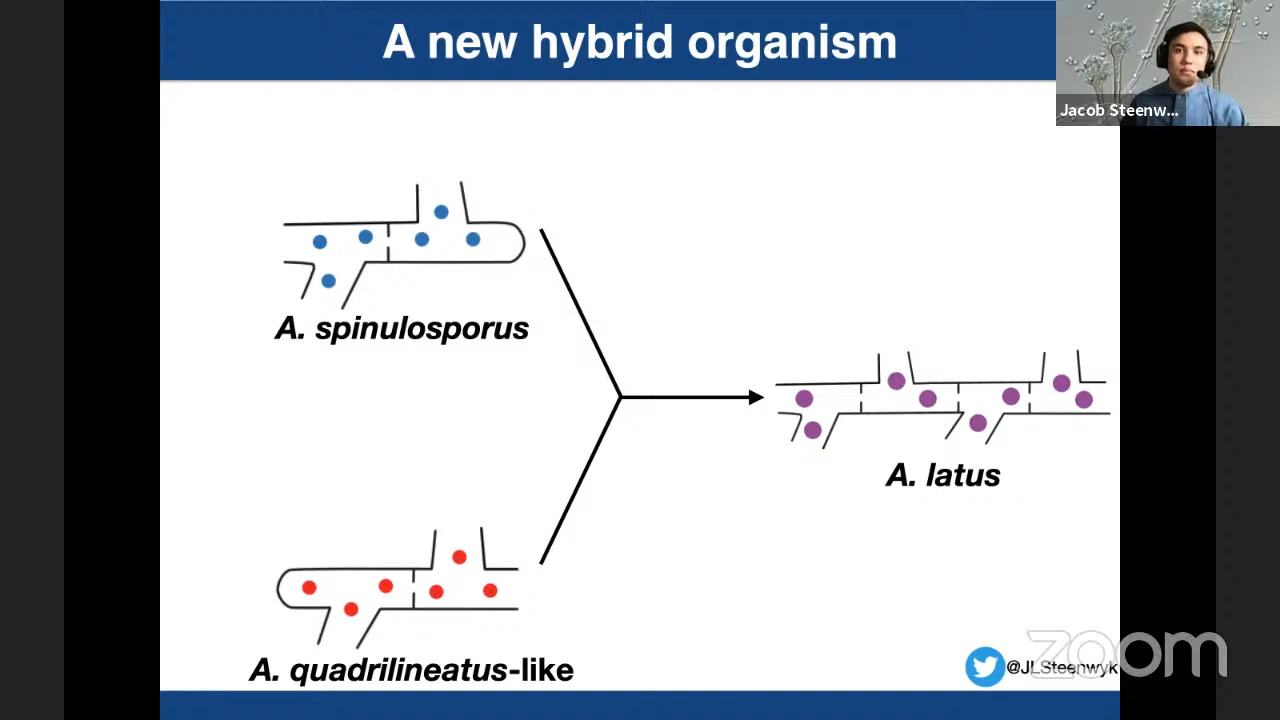 A new hybrid organism
Jacob Steenw...
A. spinulosporus
A. latus
A. quadrilineatus-like
@JLSteenwyk
zoom